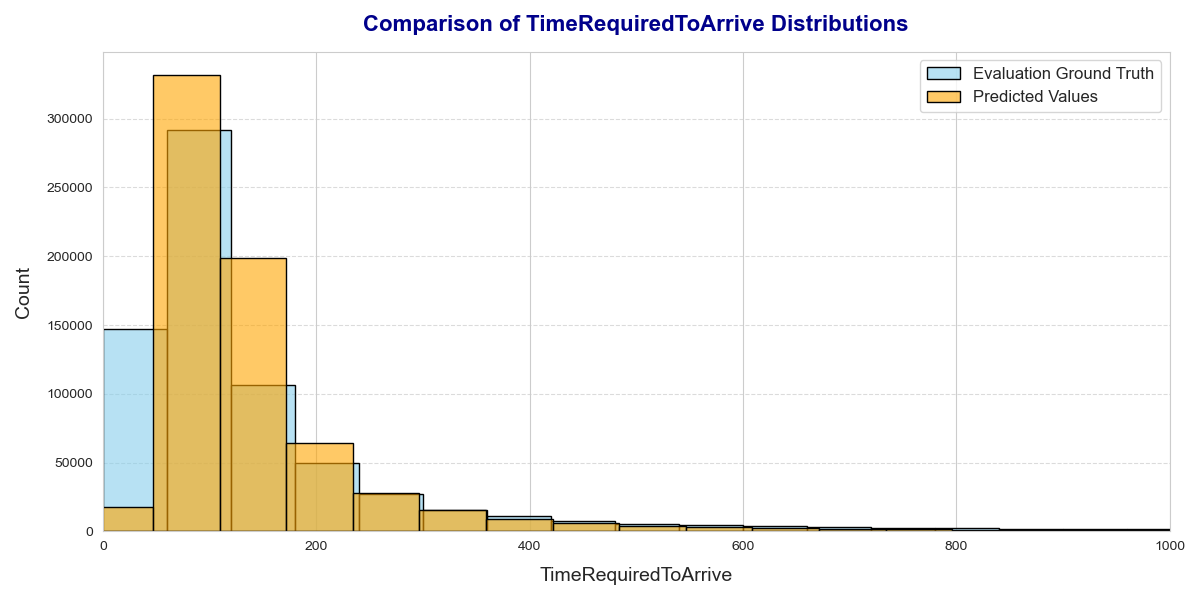 Comparison of TimeRequiredToArrive Distributions
Evaluation Ground Truth
Predicted Values
Count
300000
250000
200000
150000
100000
50000
0
0 200 400 600 800 1000
TimeRequiredToArrive